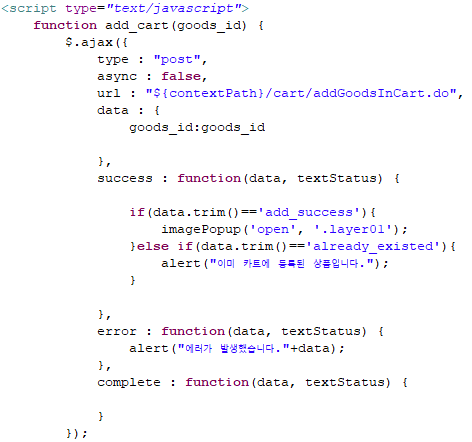 <script type="text/javascript">
    function add_cart(goods_id) {
        $.ajax({
            type : "post",
            async : false,
            url : "${contextPath}/cart/addGoodsInCart.do",
            data : {
                goods_id:goods_id
            },
            success : function(data, textStatus) {
                if(data.trim()=='add_success'){
                    imagePopup('open', '.layer01');
                }else if(data.trim()=='already_existed'){
                    alert("이미 카트에 등록된 상품입니다.");
                }
            },
            error : function(data, textStatus) {
                alert("에러가 발생했습니다."+data);
            },
            complete : function(data, textStatus) {
            }
        });